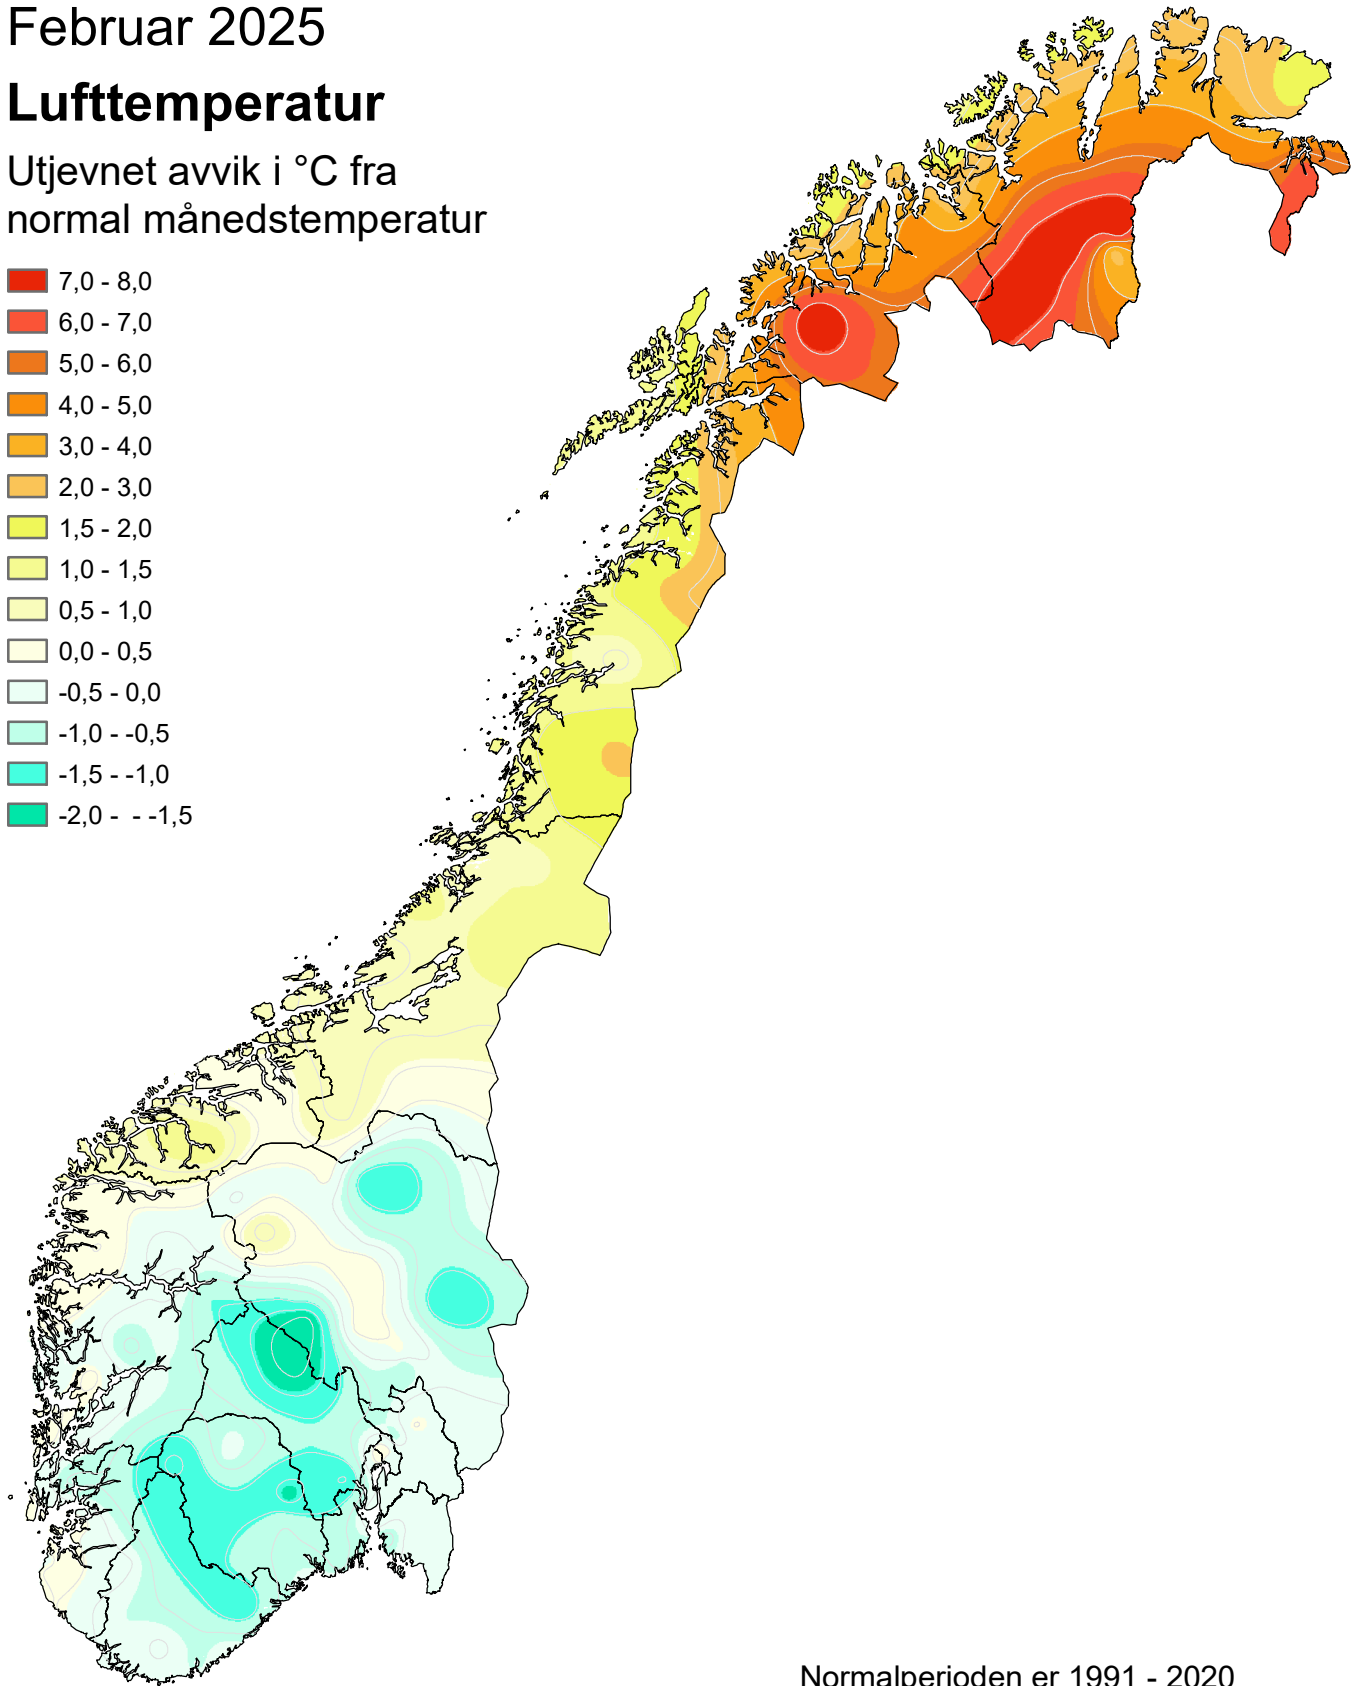 Februar 2025
Lufttemperatur
Utjevnet avvik i °C fra
normal månedstemperatur
7,0 - 8,0
6,0 - 7,0
5,0 - 6,0
4,0 - 5,0
3,0 - 4,0
2,0 - 3,0
1,5 - 2,0
1,0 - 1,5
0,5 - 1,0
0,0 - 0,5
-0,5 - 0,0
-1,0 - -0,5
-1,5 - -1,0
-2,0 -  - -1,5
Normalperioden er 1991 - 2020